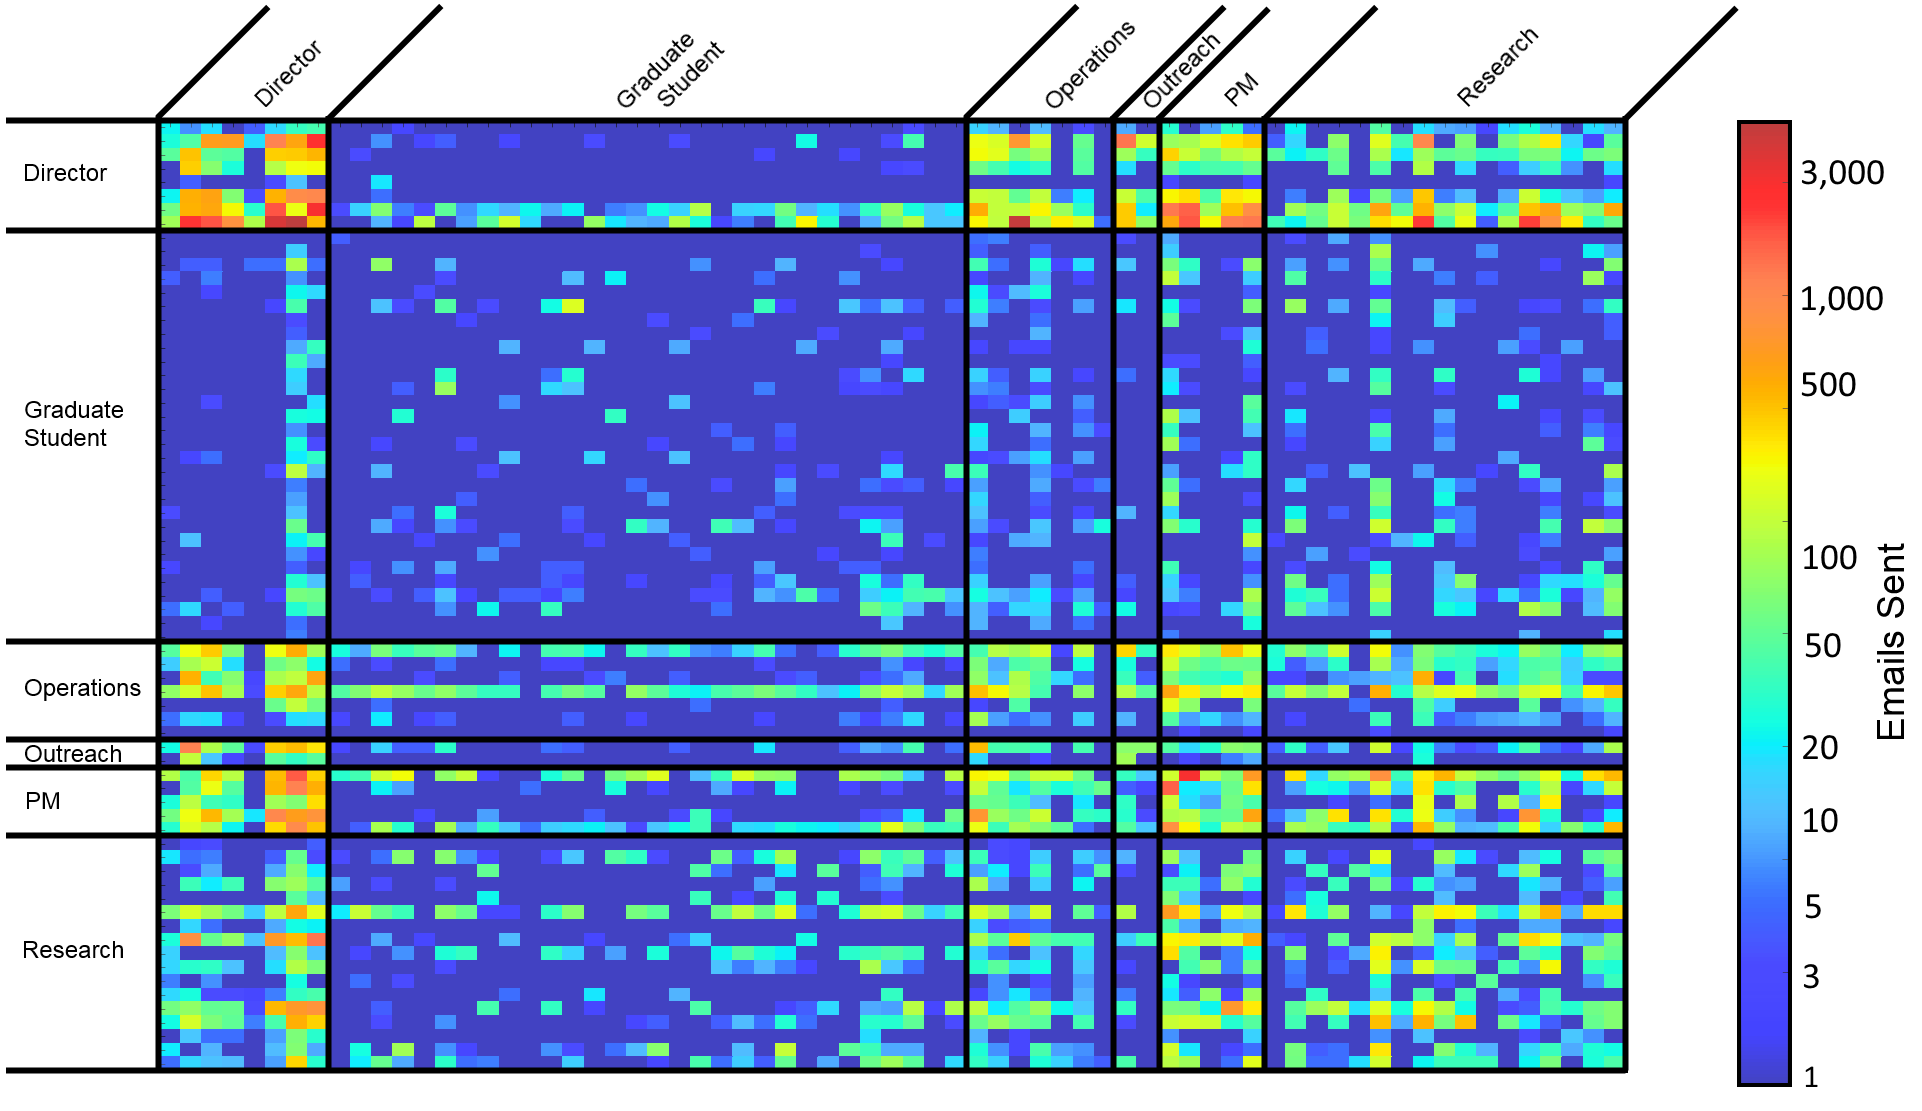 Director
Graduate
Student
Operations
Outreach
PM
Research
Director
Graduate
Student
Operations
Outreach
PM
Research
3,000
1,000
500
100
50
20
10
5
3
1
Emails Sent